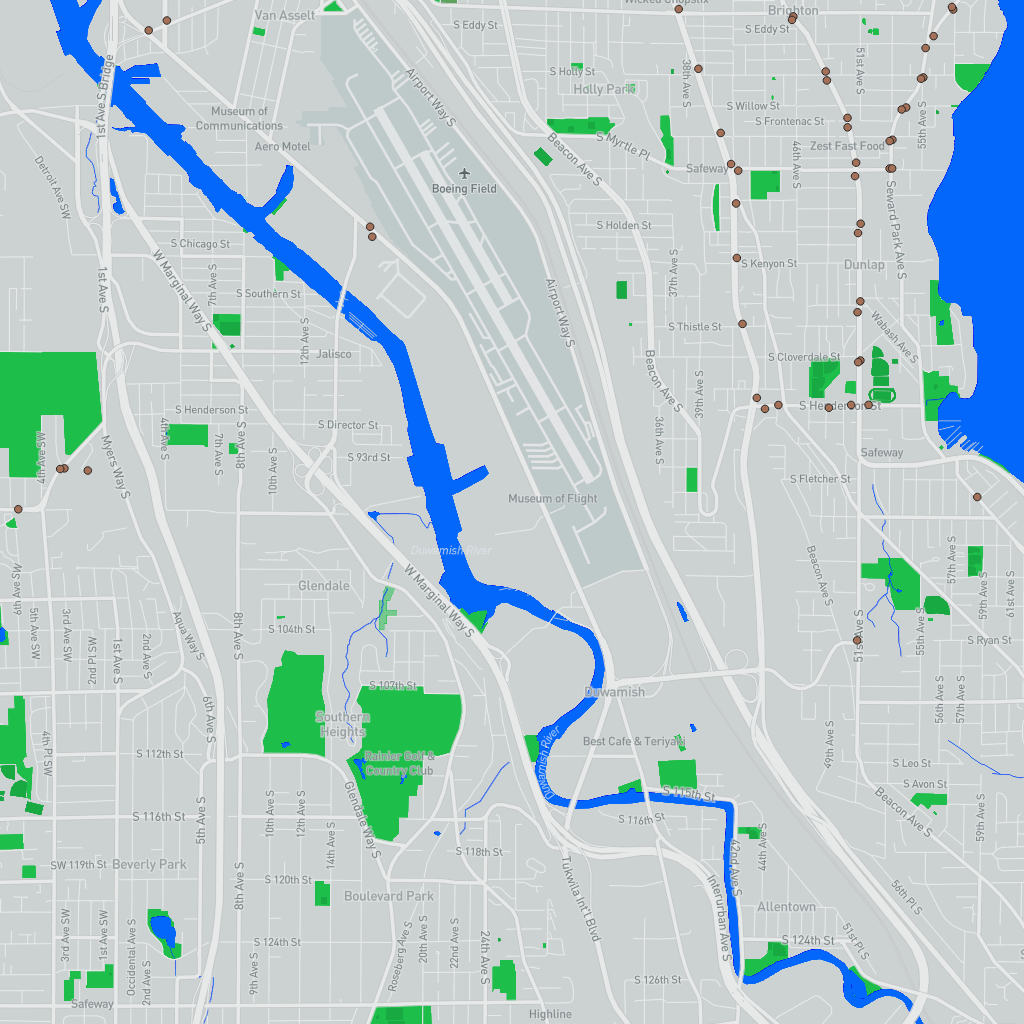 Wicked Chopstix
Van Asselt
S Eddy St
Brighton
S Eddy St
51st Ave S
38th Ave S
S Holly St
Holly Park
Airport Way S
1st Ave S Bridge
Museum of
Communications
S Willow St
S Frontenac St
55th Ave S
Aero Motel
S Myrtle Pl
Zest Fast Food
46th Ave S
Beacon Ave S
Safeway
Detroit Ave SW
Boeing Field
Seward Park Ave S
S Holden St
S Chicago St
W Marginal Way S
37th Ave S
S Kenyon St
Dunlap
1st Ave S
7th Ave S
S Southern St
Airport Way S
12th Ave S
S Thistle St
Wabash Ave S
Jalisco
Beacon Ave S
S Cloverdale St
39th Ave S
S Henderson St
S Henderson St
4th Ave S
7th Ave S
8th Ave S
S Director St
36th Ave S
7th Ave SW
Myers Way S
10th Ave S
S 93rd St
Safeway
S Fletcher St
Museum of Flight
Duwamish River
Beacon Ave S
57th Ave S
W Marginal Way S
Glendale
6th Ave SW
59th Ave S
61st Ave S
5th Ave SW
3rd Ave SW
Aqua Way S
8th Ave S
S 104th St
51st Ave S
S Ryan St
2nd Pl SW
1st Ave S
2nd Ave S
S 107th St
Duwamish
56th Ave S
57th Ave S
6th Ave S
Southern
Heights
49th Ave S
4th Pl SW
S 112th St
Rainier Golf &
Country Club
Duwamish River
Best Cafe & Teriyaki
S Leo St
S Avon St
Glendale Way S
S 115th St
Beacon Ave S
10th Ave S
12th Ave S
S 116th St
5th Ave S
14th Ave S
S 116th St
59th Ave S
SW 119th St
Beverly Park
S 118th St
42nd Ave S
44th Ave S
8th Ave S
S 120th St
Boulevard Park
Tukwila Int'l Blvd
Interurban Ave S
56th Pl S
Allentown
3rd Ave SW
1st Ave SW
Occidental Ave S
S 124th St
20th Ave S
22nd Ave S
24th Ave S
S 124th St
51st Pl S
2nd Ave S
9th Ave S
Roseberg Ave S
S 126th St
Safeway
Highline